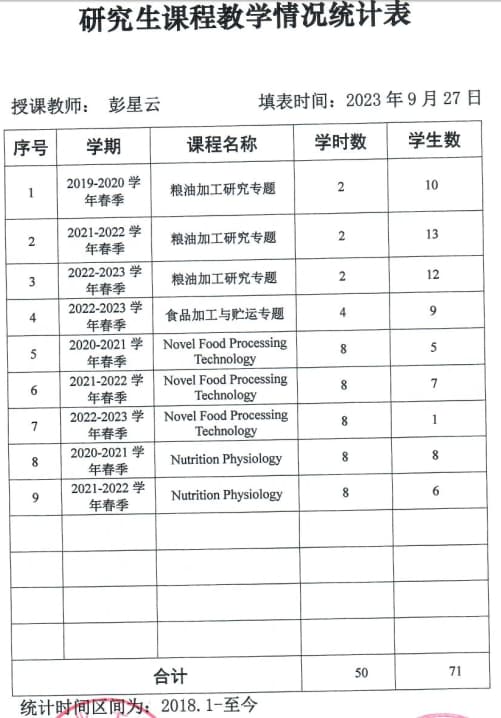 研究生课程教学情况统计表
授课教师： 彭星云 填表时间：2023 年 9 月 27 日
序号 学期 课程名称 学时数 学生数
1 2019-2020 学年春季 粮油加工研究专题 2 10
2 2021-2022 学年春季 粮油加工研究专题 2 13
3 2022-2023 学年春季 粮油加工研究专题 2 12
4 2022-2023 学年春季 食品加工与贮运专题 4 9
5 2020-2021 学年春季 Novel Food Processing Technology 8 5
6 2021-2022 学年春季 Novel Food Processing Technology 8 7
7 2022-2023 学年春季 Novel Food Processing Technology 8 1
8 2020-2021 学年春季 Nutrition Physiology 8 8
9 2021-2022 学年春季 Nutrition Physiology 8 6
合计 50 71
统计时间区间为：2018.1-至今